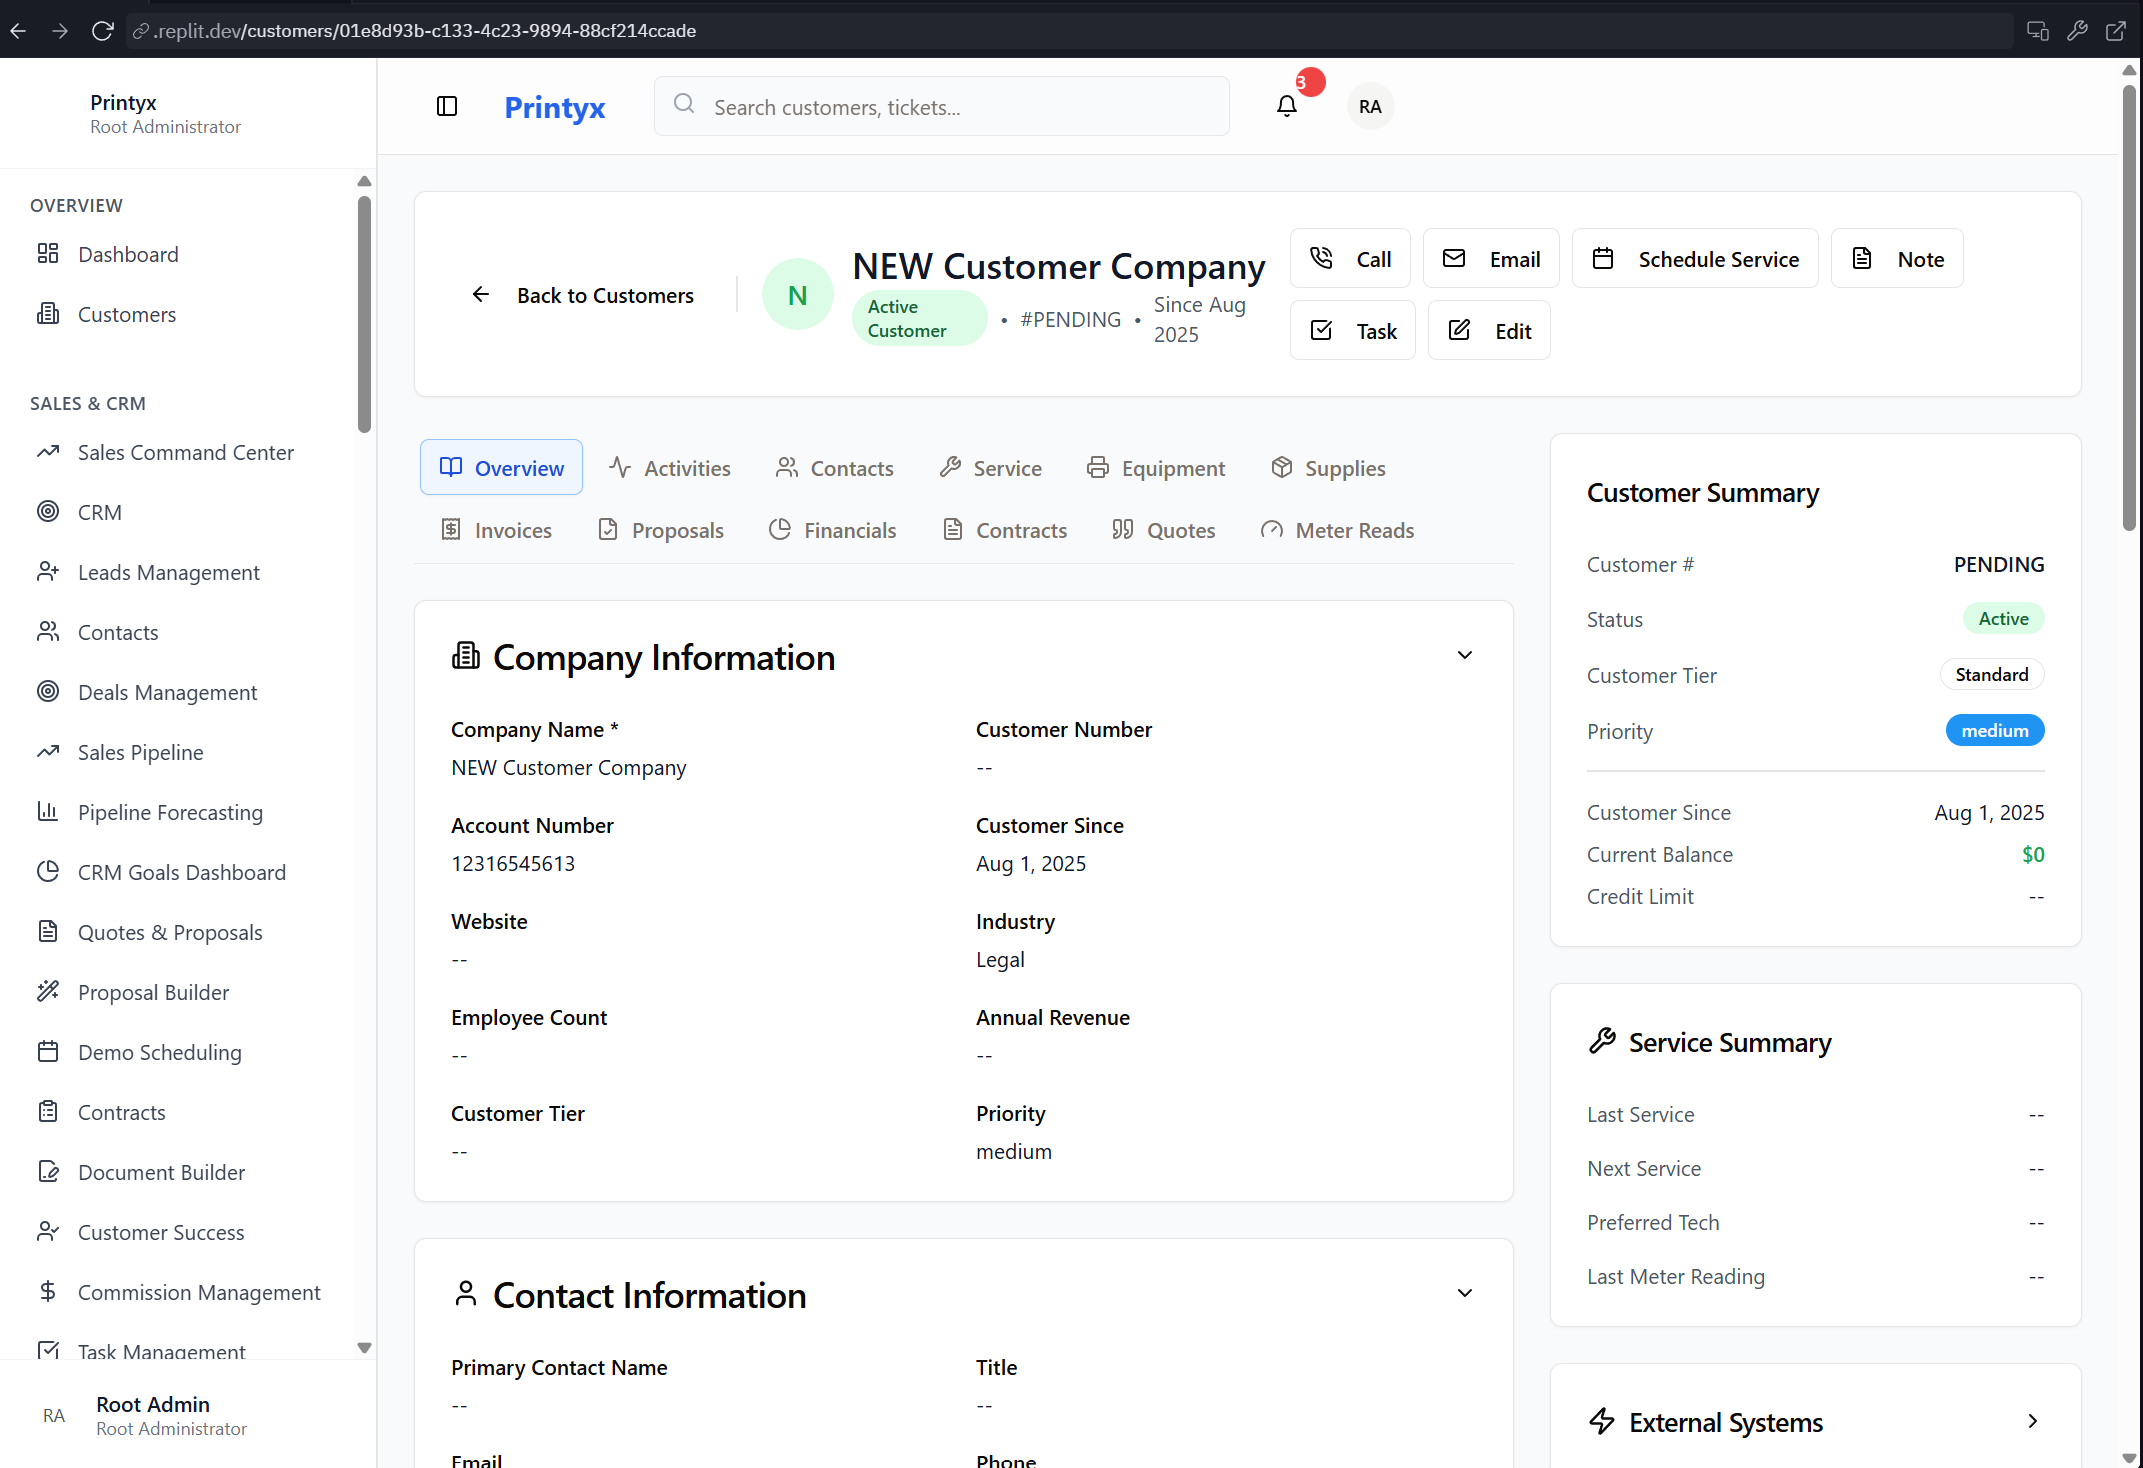 .replit.dev/customers/01e8d93b-c133-4c23-9894-88cf214ccade
Printyx
Root Administrator
OVERVIEW
Dashboard
Customers
SALES & CRM
Sales Command Center
CRM
Leads Management
Contacts
Deals Management
Sales Pipeline
Pipeline Forecasting
CRM Goals Dashboard
Quotes & Proposals
Proposal Builder
Demo Scheduling
Contracts
Document Builder
Customer Success
Commission Management
Task Management
RA
Root Admin
Root Administrator
Printyx
Search customers, tickets...
3
RA
Back to Customers
N
NEW Customer Company
Active
Customer
• #PENDING •
Since Aug
2025
Call
Email
Schedule Service
Note
Task
Edit
Overview
Activities
Contacts
Service
Equipment
Supplies
Invoices
Proposals
Financials
Contracts
Quotes
Meter Reads
Company Information
Company Name *
NEW Customer Company
Customer Number
--
Account Number
12316545613
Customer Since
Aug 1, 2025
Website
--
Industry
Legal
Employee Count
--
Annual Revenue
--
Customer Tier
--
Priority
medium
Contact Information
Primary Contact Name
--
Title
--
Email
Phone
Customer Summary
Customer # PENDING
Status Active
Customer Tier Standard
Priority medium
Customer Since Aug 1, 2025
Current Balance $0
Credit Limit --
Service Summary
Last Service --
Next Service --
Preferred Tech --
Last Meter Reading --
External Systems